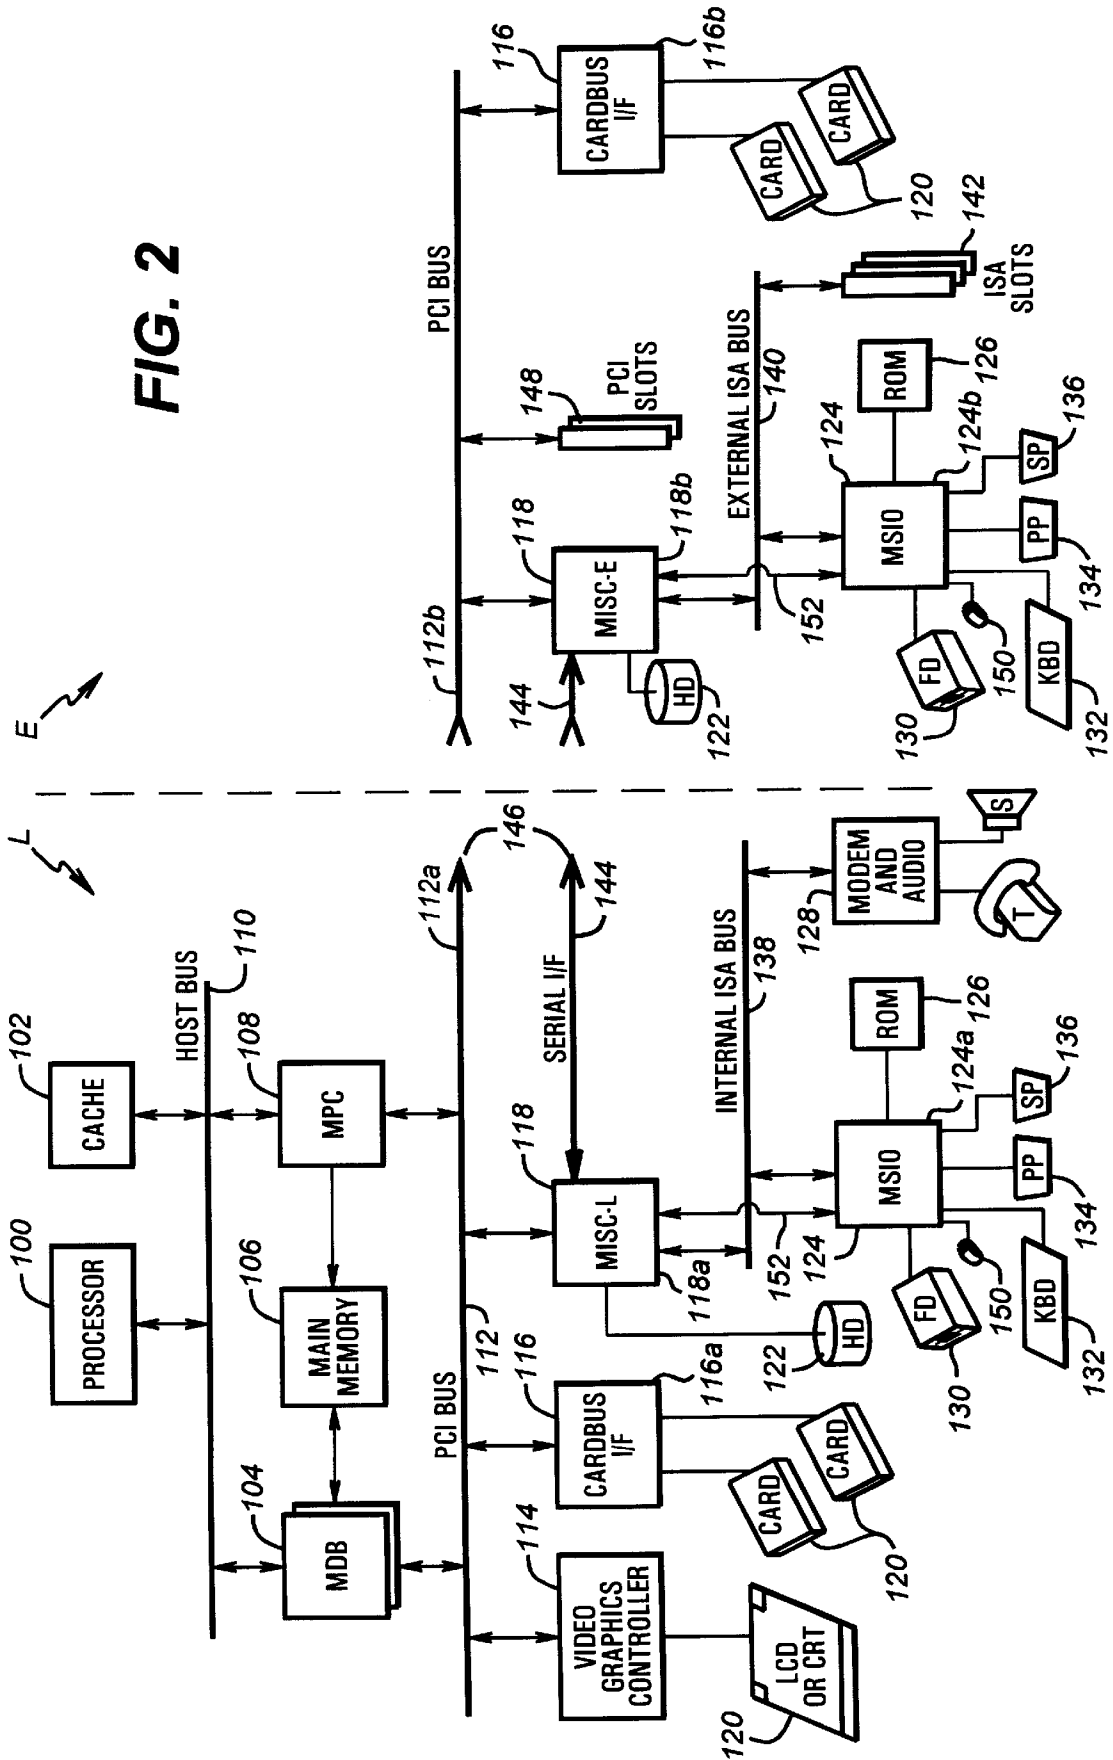 FIG. 2
L
E
100
PROCESSOR
102
CACHE
HOST BUS
110
104
MDB
106
MAIN
MEMORY
108
MPC
PCI BUS
112
112a
146
112b
PCI BUS
114
VIDEO
GRAPHICS
CONTROLLER
116
CARDBUS
I/F
116a
118
MISC-L
118a
SERIAL I/F
144
144
118
MISC-E
118b
148
PCI
SLOTS
116
CARDBUS
I/F
116b
120
LCD
OR CRT
CARD
CARD
120
122
HD
152
INTERNAL ISA BUS
138
124
MSIO
124a
ROM
126
128
MODEM
AND
AUDIO
T
S
130
FD
150
132
KBD
134
PP
SP
136
122
HD
152
EXTERNAL ISA BUS
140
124
MSIO
124b
ROM
126
142
ISA
SLOTS
CARD
CARD
120
130
FD
150
132
KBD
134
PP
SP
136